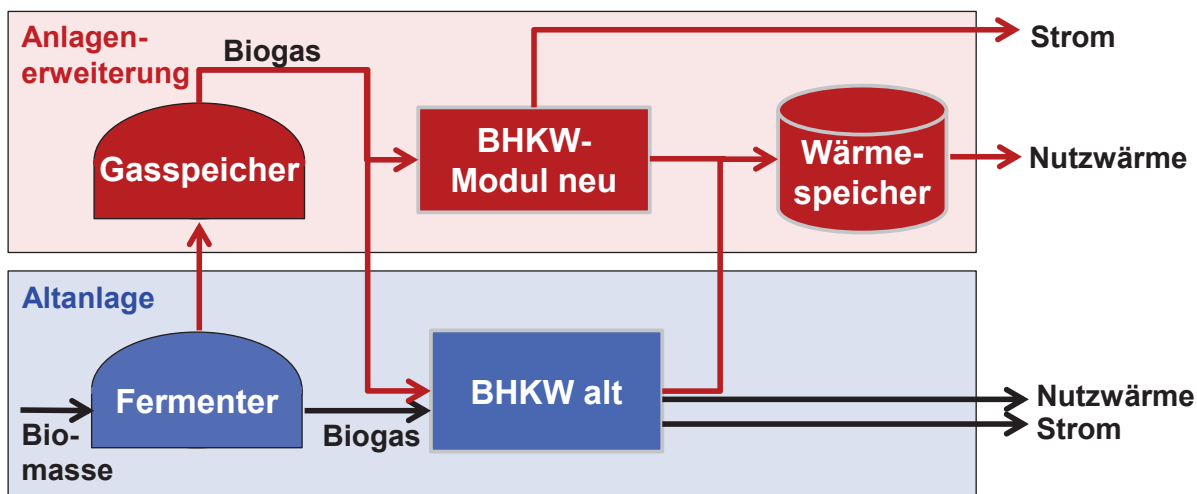 Anlagen-
erweiterung
Biogas
Strom
Gasspeicher
BHKW-
Modul neu
Wärme-
speicher
Nutzwärme
Altanlage
Fermenter
BHKW alt
Bio-
masse
Biogas
Nutzwärme
Strom